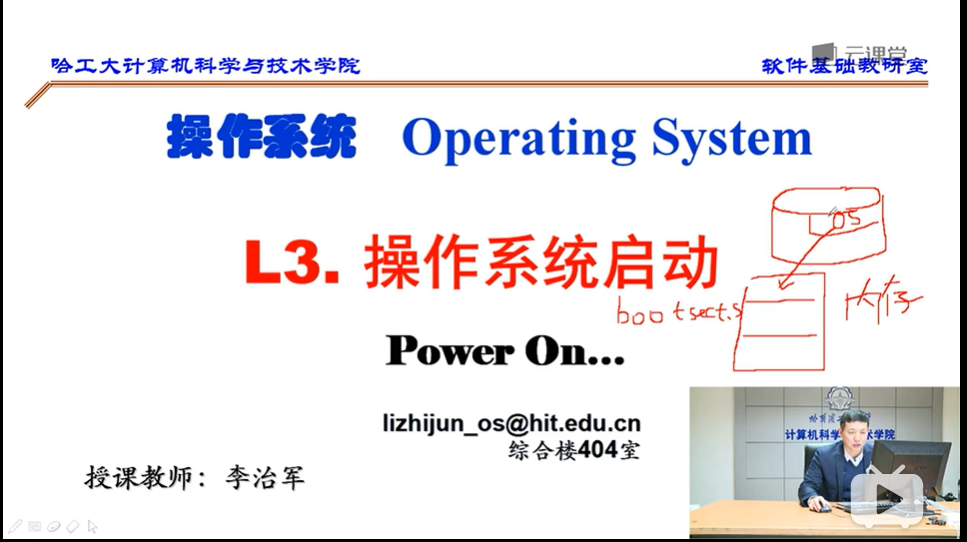 云课堂
哈工大计算机科学与技术学院 软件基础教研室
操作系统 Operating System
OS
L3. 操作系统启动
内存
bootsect.s
Power On...
lizhijun_os@hit.edu.cn
综合楼404室
授课教师：李治军
计算机科学与技术学院